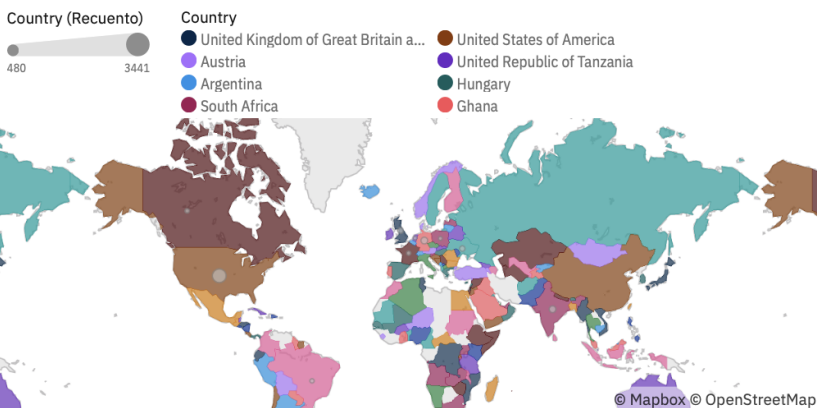 Country (Recuento)
480
3441
Country
United Kingdom of Great Britain a...
Austria
Argentina
South Africa
United States of America
United Republic of Tanzania
Hungary
Ghana
© Mapbox © OpenStreetMap